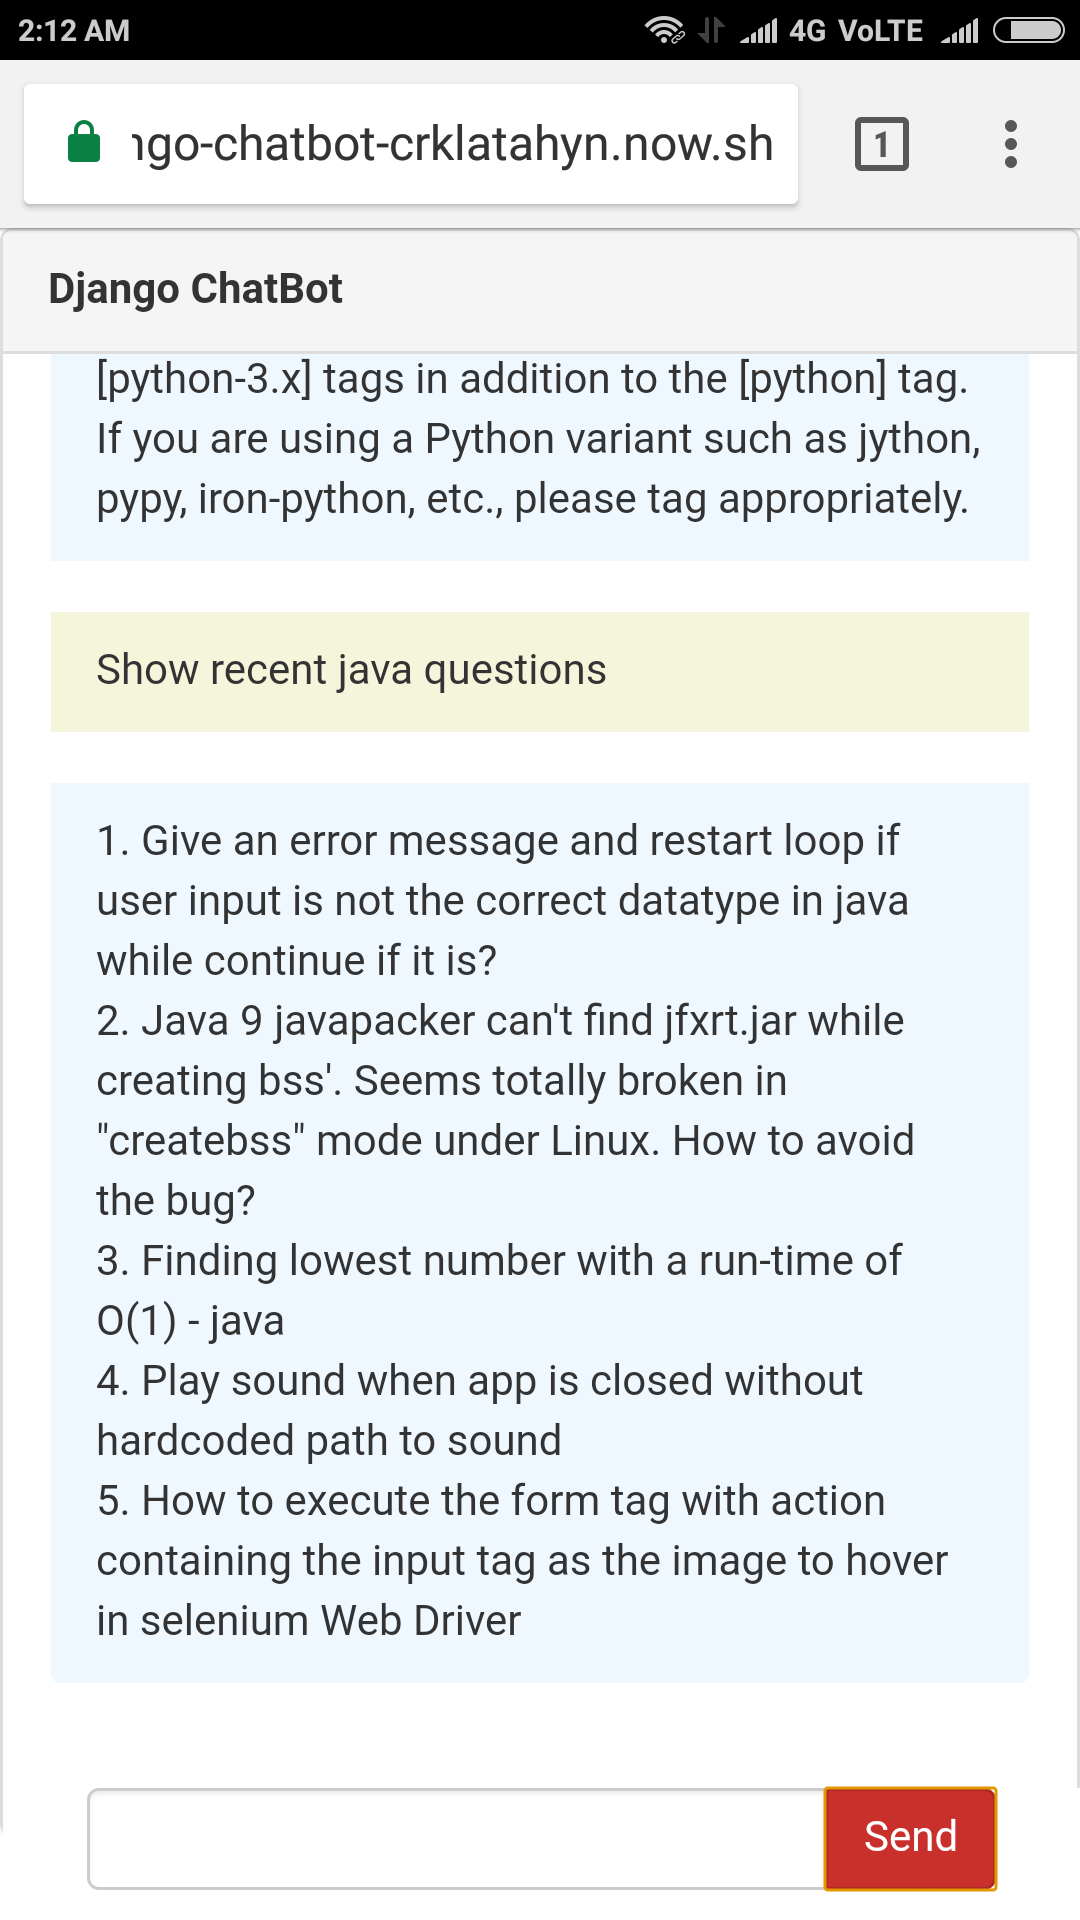 2:12 AM 4G VoLTE
ngo-chatbot-crklatahyn.now.sh 1
Django ChatBot
[python-3.x] tags in addition to the [python] tag.
If you are using a Python variant such as jython,
pypy, iron-python, etc., please tag appropriately.
Show recent java questions
1. Give an error message and restart loop if
user input is not the correct datatype in java
while continue if it is?
2. Java 9 javapacker can't find jfxrt.jar while
creating bss'. Seems totally broken in
"createbss" mode under Linux. How to avoid
the bug?
3. Finding lowest number with a run-time of
O(1) - java
4. Play sound when app is closed without
hardcoded path to sound
5. How to execute the form tag with action
containing the input tag as the image to hover
in selenium Web Driver
Send